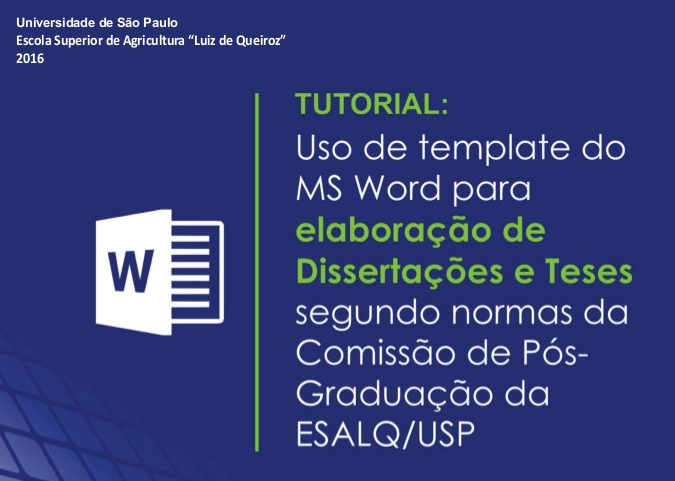 Universidade de São Paulo
Escola Superior de Agricultura “Luiz de Queiroz”
2016
TUTORIAL:
Uso de template do
MS Word para
elaboração de
Dissertações e Teses
segundo normas da
Comissão de Pós-
Graduação da
ESALQ/USP
W